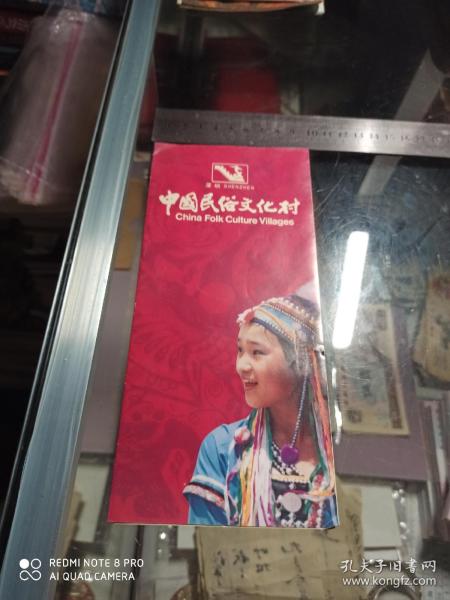 深圳 SHENZHEN
中國民俗文化村
China Folk Culture Villages
REDMI NOTE 8 PRO
AI QUAD CAMERA
孔夫子旧书网
www.kongfz.com